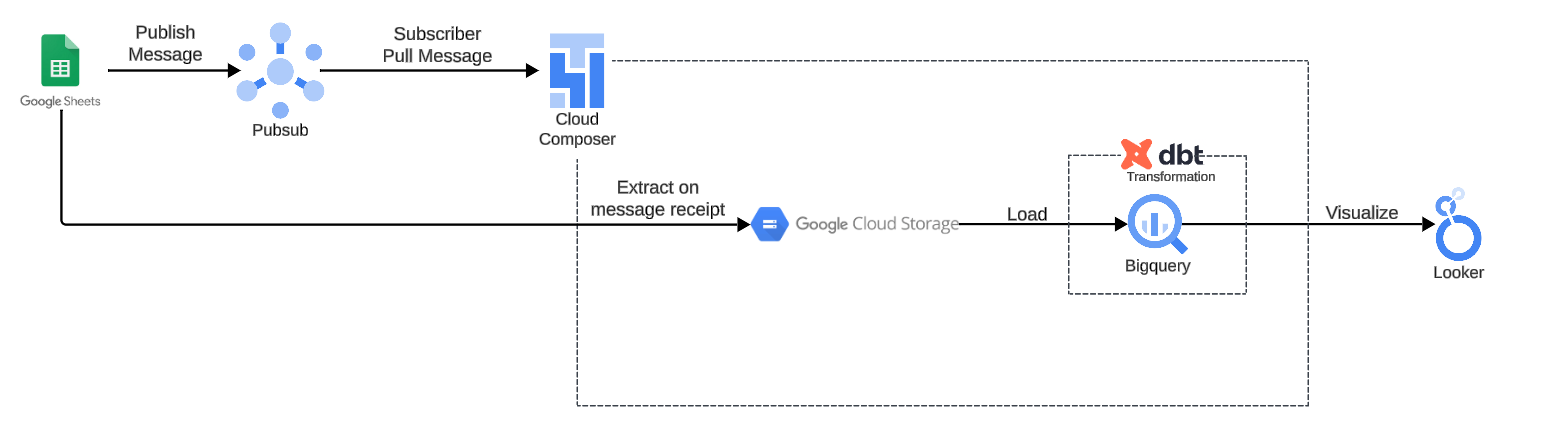 Publish
Message
Subscriber
Pull Message
Google Sheets
Pubsub
Cloud
Composer
dbt
Transformation
Extract on
message receipt
Google Cloud Storage
Load
Bigquery
Visualize
Looker